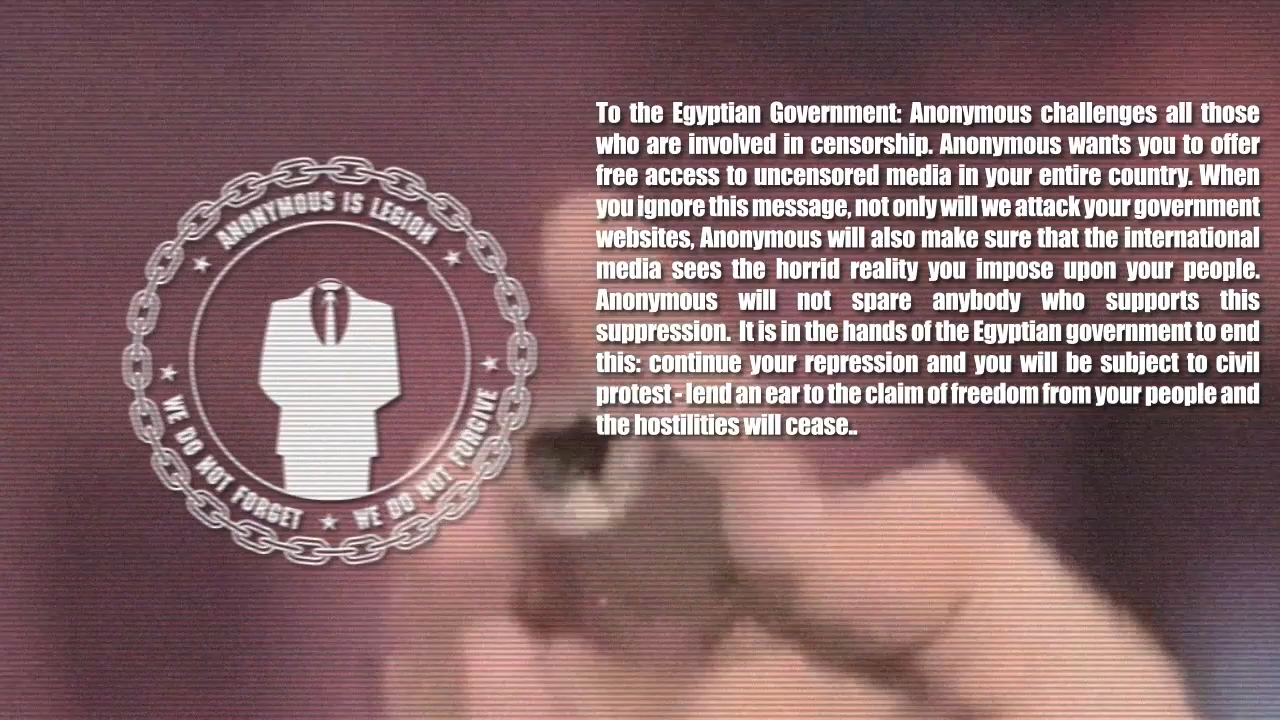 ANONYMOUS IS LEGION
WE DO NOT FORGET
WE DO NOT FORGIVE
To the Egyptian Government: Anonymous challenges all those
who are involved in censorship. Anonymous wants you to offer
free access to uncensored media in your entire country. When
you ignore this message, not only will we attack your government
websites, Anonymous will also make sure that the international
media sees the horrid reality you impose upon your people.
Anonymous will not spare anybody who supports this
suppression. It is in the hands of the Egyptian government to end
this: continue your repression and you will be subject to civil
protest - lend an ear to the claim of freedom from your people and
the hostilities will cease..